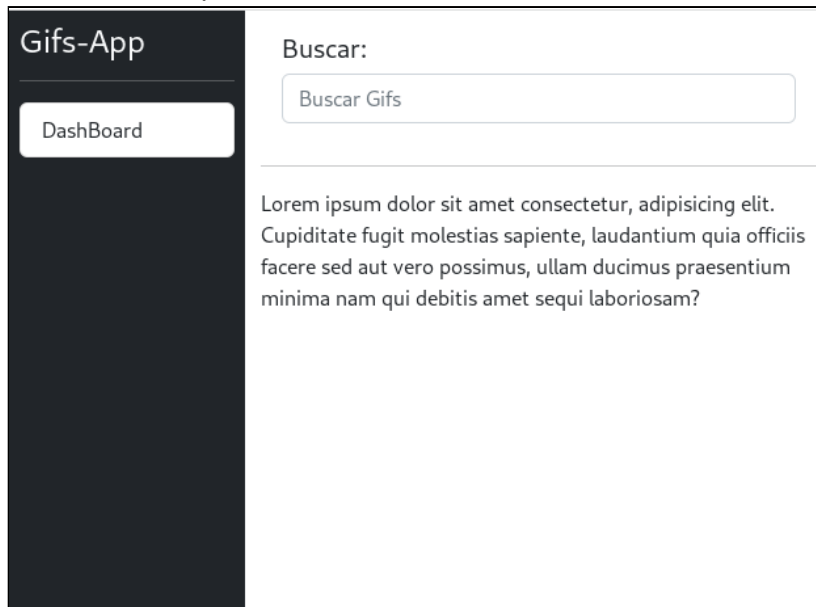 Gifs-App
DashBoard
Buscar:
Buscar Gifs
Lorem ipsum dolor sit amet consectetur, adipisicing elit.
Cupiditate fugit molestias sapiente, laudantium quia officiis
facere sed aut vero possimus, ullam ducimus praesentium
minima nam qui debitis amet sequi laboriosam?